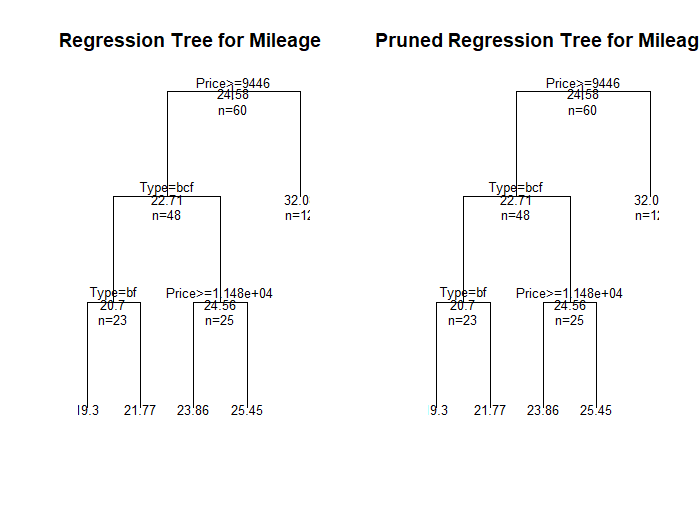 Regression Tree for Mileage
Price>=9446
24.58
n=60
Type=bcf
22.71
n=48
32.0
n=12
Type=bf
20.7
n=23
Price>=1.148e+04
24.56
n=25
19.3
21.77
23.86
25.45
Pruned Regression Tree for Mileag
Price>=9446
24.58
n=60
Type=bcf
22.71
n=48
32.0
n=12
Type=bf
20.7
n=23
Price>=1.148e+04
24.56
n=25
9.3
21.77
23.86
25.45